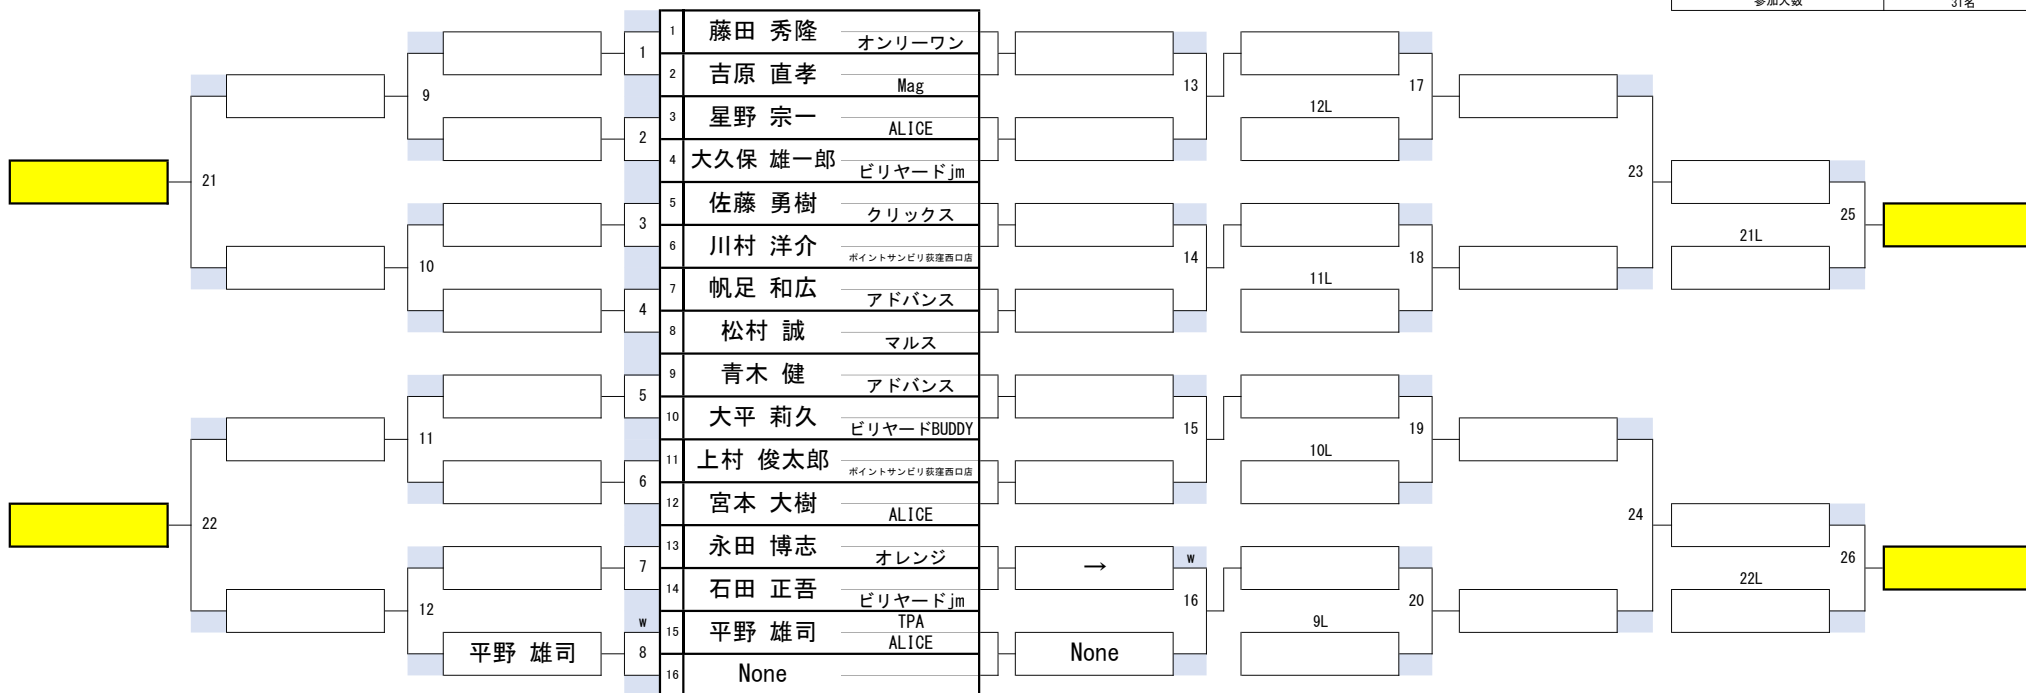 参加人数 31名
1 藤田 秀隆 オンリーワン
2 吉原 直孝 Mag
3 星野 宗一 ALICE
4 大久保 雄一郎 ビリヤードjm
5 佐藤 勇樹 クリックス
6 川村 洋介 ポイントサンビリ荻窪西口店
7 帆足 和広 アドバンス
8 松村 誠 マルス
9 青木 健 アドバンス
10 大平 莉久 ビリヤードBUDDY
11 上村 俊太郎 ポイントサンビリ荻窪西口店
12 宮本 大樹 ALICE
13 永田 博志 オレンジ
14 石田 正吾 ビリヤードjm
15 平野 雄司 TPA
ALICE
16 None
1
2
3
4
5
6
7
w
8
9
10
11
12
平野 雄司
21
22
13
14
15
→ w
16
None
17
12L
18
11L
19
10L
20
9L
23
24
25
21L
26
22L